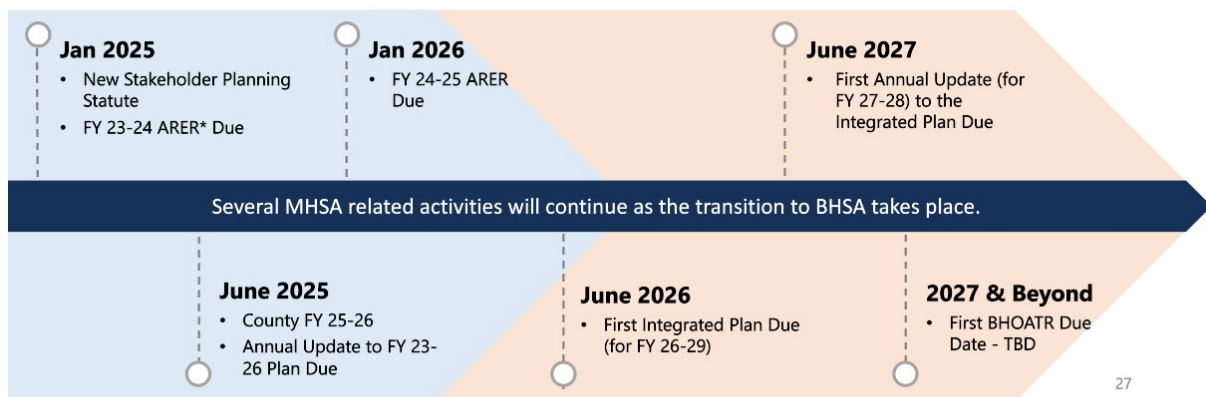 Jan 2025
• New Stakeholder Planning
Statute
• FY 23-24 ARER* Due
Jan 2026
• FY 24-25 ARER
Due
June 2027
• First Annual Update (for
FY 27-28) to the
Integrated Plan Due
Several MHSA related activities will continue as the transition to BHSA takes place.
June 2025
• County FY 25-26
• Annual Update to FY 23-
26 Plan Due
June 2026
• First Integrated Plan Due
(for FY 26-29)
2027 & Beyond
• First BHOATR Due
Date - TBD
27